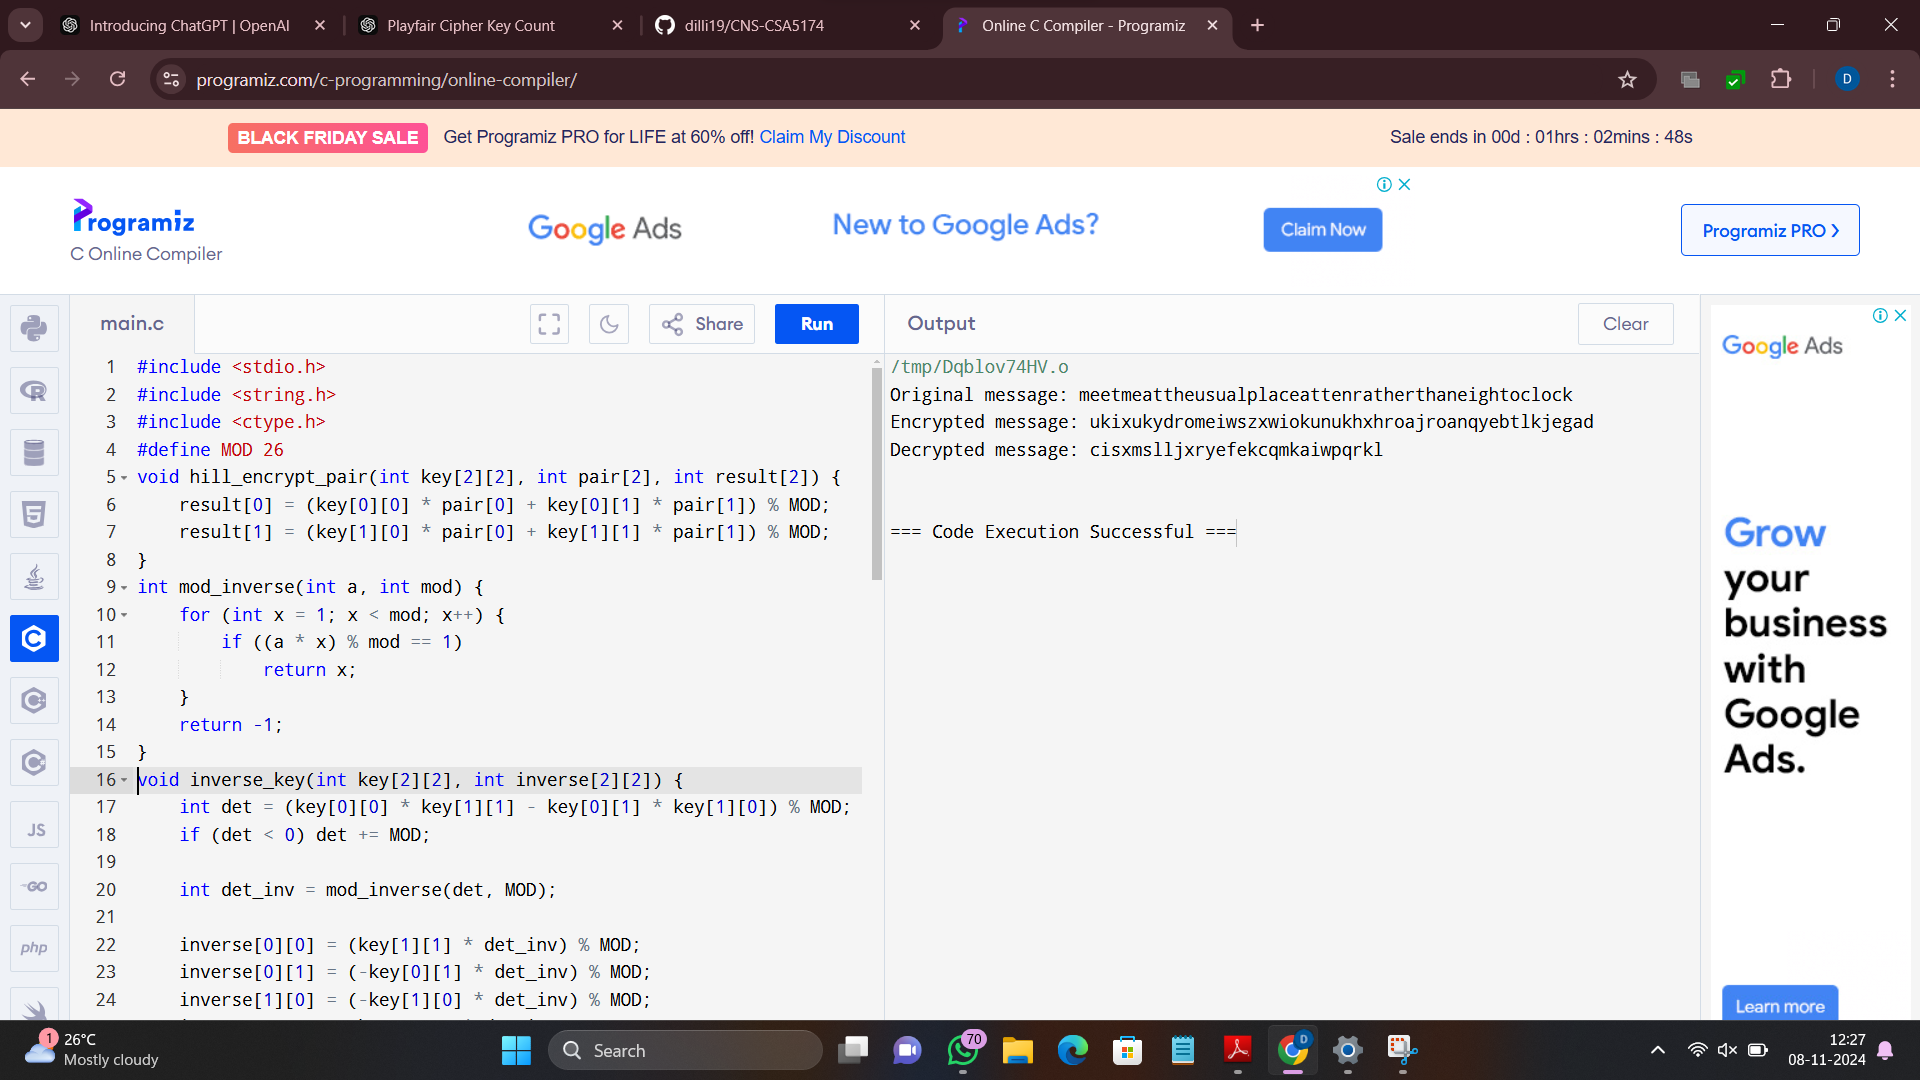 Introducing ChatGPT | OpenAI
Playfair Cipher Key Count
dilli19/CNS-CSA5174
Online C Compiler - Programiz
programiz.com/c-programming/online-compiler/
D
BLACK FRIDAY SALE Get Programiz PRO for LIFE at 60% off! Claim My Discount
Sale ends in 00d : 01hrs : 02mins : 48s
Programiz
C Online Compiler
Google Ads
New to Google Ads?
Claim Now
Programiz PRO >
main.c
Share
Run
Output
Clear
1 #include <stdio.h>
2 #include <string.h>
3 #include <ctype.h>
4 #define MOD 26
5 void hill_encrypt_pair(int key[2][2], int pair[2], int result[2]) {
6 result[0] = (key[0][0] * pair[0] + key[0][1] * pair[1]) % MOD;
7 result[1] = (key[1][0] * pair[0] + key[1][1] * pair[1]) % MOD;
8 }
9 int mod_inverse(int a, int mod) {
10 for (int x = 1; x < mod; x++) {
11 if ((a * x) % mod == 1)
12 return x;
13 }
14 return -1;
15 }
16 void inverse_key(int key[2][2], int inverse[2][2]) {
17 int det = (key[0][0] * key[1][1] - key[0][1] * key[1][0]) % MOD;
18 if (det < 0) det += MOD;
19
20 int det_inv = mod_inverse(det, MOD);
21
22 inverse[0][0] = (key[1][1] * det_inv) % MOD;
23 inverse[0][1] = (-key[0][1] * det_inv) % MOD;
24 inverse[1][0] = (-key[1][0] * det_inv) % MOD;
/tmp/Dqblov74HV.o
Original message: meetmeattheusualplaceattenratherthaneightoclock
Encrypted message: ukixukydromeiwszxwiokunukhxhroajroanqyebtlkjegad
Decrypted message: cisxmslljxryefekcqmkaiwpqrkl
=== Code Execution Successful ===
JS
GO
php
Google Ads
Grow
your
business
with
Google
Ads.
Learn more
1
26°C
Mostly cloudy
Search
70
D
12:27
08-11-2024